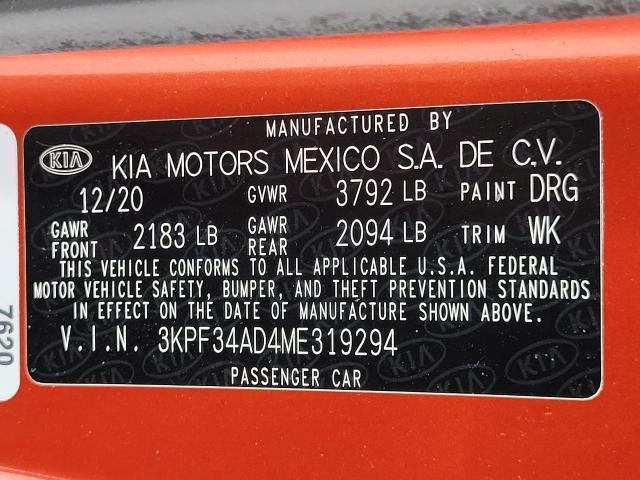 MANUFACTURED BY
KIA KIA MOTORS MEXICO S.A. DE C.V.
12/20 GVWR 3792 LB PAINT DRG
GAWR FRONT 2183 LB GAWR REAR 2094 LB TRIM WK
THIS VEHICLE CONFORMS TO ALL APPLICABLE U.S.A. FEDERAL
MOTOR VEHICLE SAFETY, BUMPER, AND THEFT PREVENTION STANDARDS
IN EFFECT ON THE DATE OF MANUFACTURE SHOWN ABOVE.
V.I.N. 3KPF34AD4ME319294
PASSENGER CAR
7620